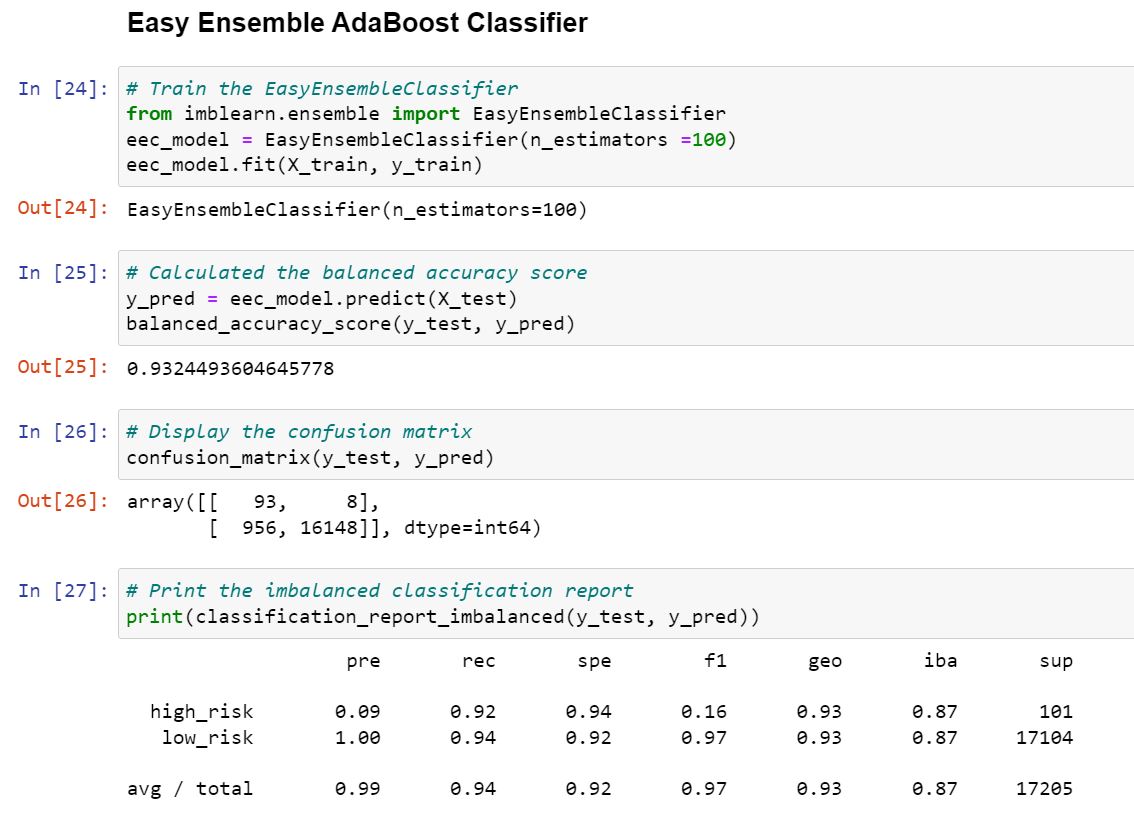 Easy Ensemble AdaBoost Classifier
In [24]: # Train the EasyEnsembleClassifier
from imblearn.ensemble import EasyEnsembleClassifier
eec_model = EasyEnsembleClassifier(n_estimators =100)
eec_model.fit(X_train, y_train)
Out[24]: EasyEnsembleClassifier(n_estimators=100)
In [25]: # Calculated the balanced accuracy score
y_pred = eec_model.predict(X_test)
balanced_accuracy_score(y_test, y_pred)
Out[25]: 0.9324493604645778
In [26]: # Display the confusion matrix
confusion_matrix(y_test, y_pred)
Out[26]: array([[   93,     8],
[  956, 16148]], dtype=int64)
In [27]: # Print the imbalanced classification report
print(classification_report_imbalanced(y_test, y_pred))
pre rec spe f1 geo iba sup
high_risk 0.09 0.92 0.94 0.16 0.93 0.87 101
low_risk 1.00 0.94 0.92 0.97 0.93 0.87 17104
avg / total 0.99 0.94 0.92 0.97 0.93 0.87 17205